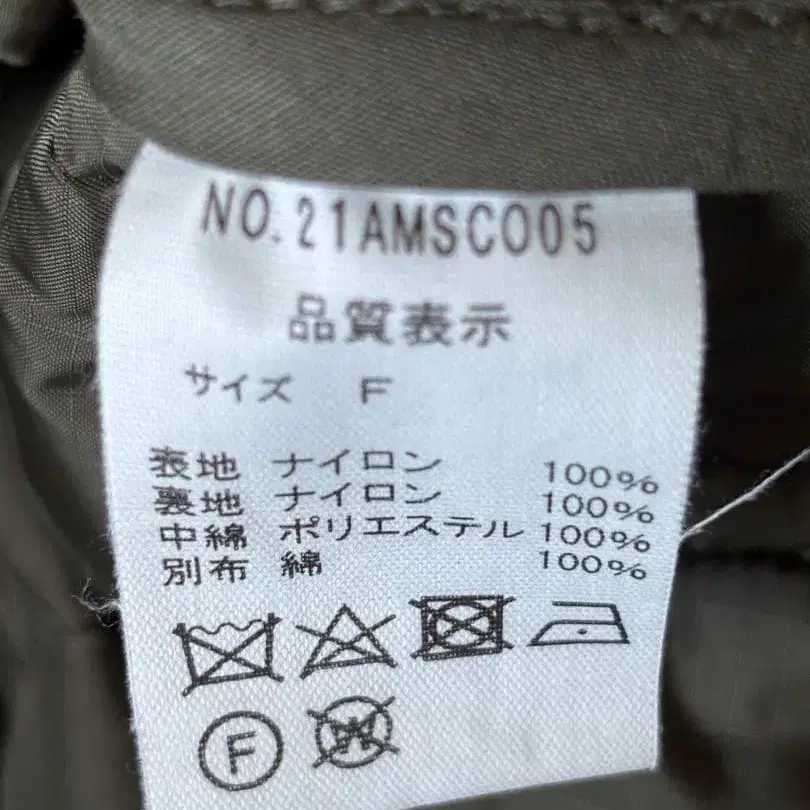 NO.21AMSCO05
品質表示
サイズ F
表地 ナイロン 100%
裏地 ナイロン 100%
中綿 ポリエステル 100%
別布 綿 100%
F W